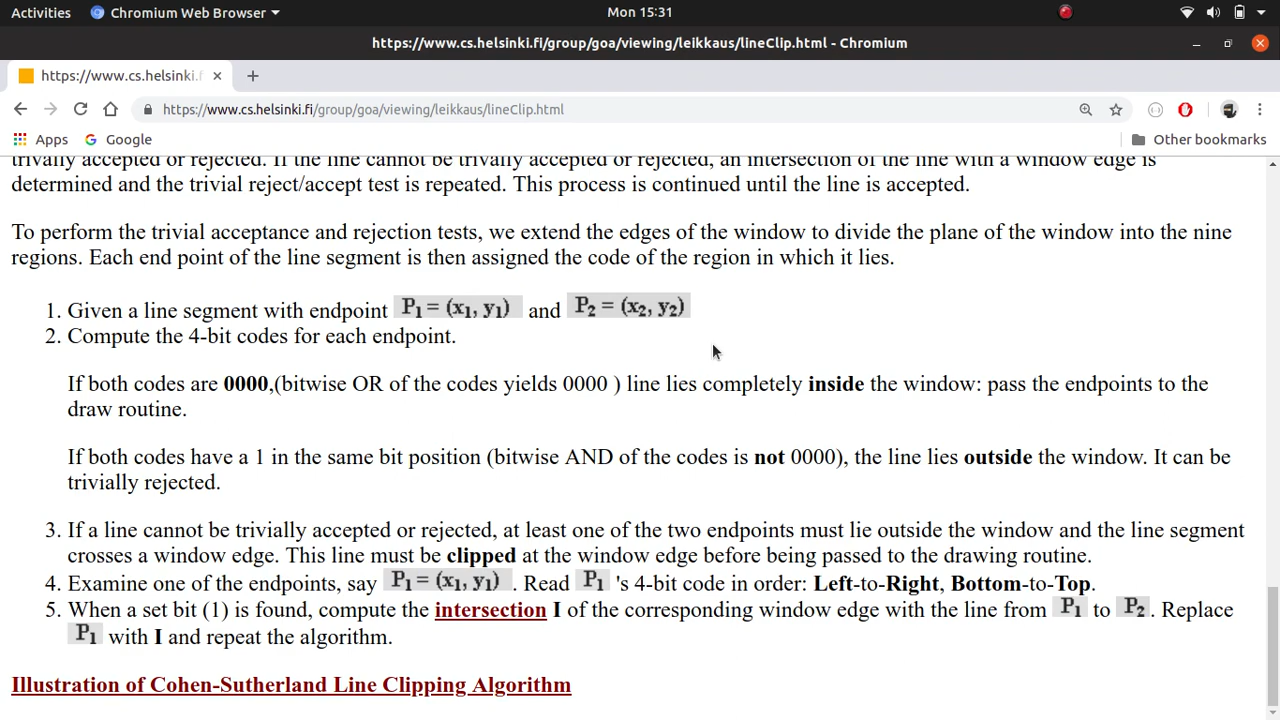 Activities Chromium Web Browser Mon 15:31
https://www.cs.helsinki.fi/group/goa/viewing/leikkaus/lineClip.html - Chromium
https://www.cs.helsinki.f
https://www.cs.helsinki.fi/group/goa/viewing/leikkaus/lineClip.html
Apps Google Other bookmarks
trivally accepted or rejected. If the line cannot be trivally accepted or rejected, an intersection of the line with a window edge is
determined and the trivial reject/accept test is repeated. This process is continued until the line is accepted.
To perform the trivial acceptance and rejection tests, we extend the edges of the window to divide the plane of the window into the nine
regions. Each end point of the line segment is then assigned the code of the region in which it lies.
1. Given a line segment with endpoint P1 = (x1, y1) and P2 = (x2, y2)
2. Compute the 4-bit codes for each endpoint.
If both codes are 0000,(bitwise OR of the codes yields 0000 ) line lies completely inside the window: pass the endpoints to the
draw routine.
If both codes have a 1 in the same bit position (bitwise AND of the codes is not 0000), the line lies outside the window. It can be
trivially rejected.
3. If a line cannot be trivially accepted or rejected, at least one of the two endpoints must lie outside the window and the line segment
crosses a window edge. This line must be clipped at the window edge before being passed to the drawing routine.
4. Examine one of the endpoints, say P1 = (x1, y1) . Read P1 's 4-bit code in order: Left-to-Right, Bottom-to-Top.
5. When a set bit (1) is found, compute the intersection I of the corresponding window edge with the line from P1 to P2 . Replace
P1 with I and repeat the algorithm.
Illustration of Cohen-Sutherland Line Clipping Algorithm